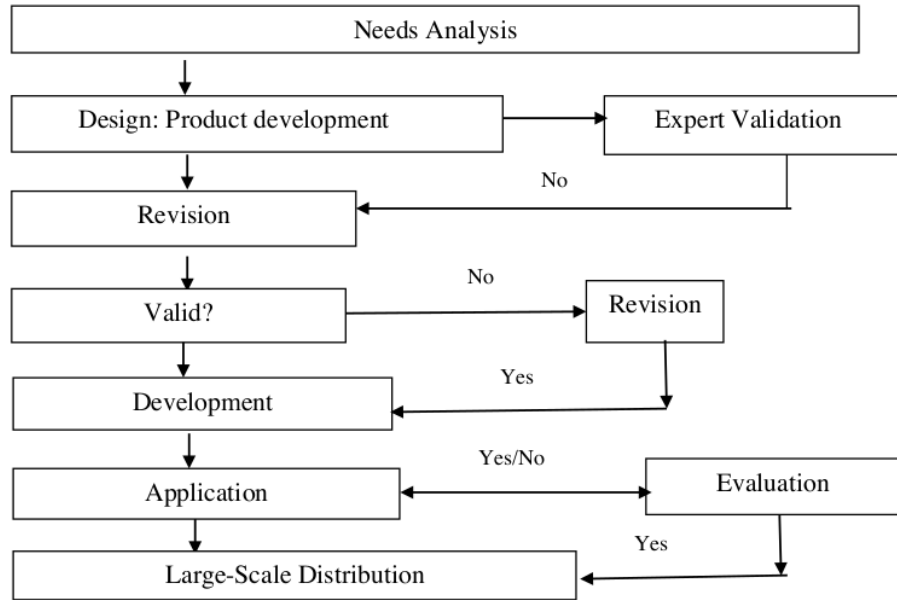 Needs Analysis
Design: Product development
Expert Validation
No
Revision
No
Valid?
Revision
Yes
Development
Yes/No
Application
Evaluation
Yes
Large-Scale Distribution